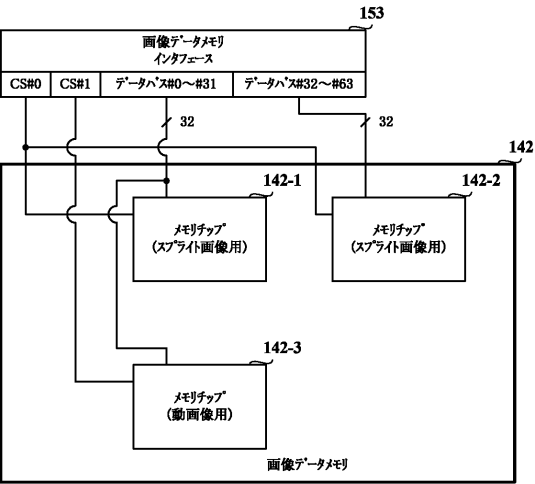 153
画像データメモリ
インタフェース
CS#0 CS#1 データバス#0～#31 データバス#32～#63
32 32
142
142-1 142-2
メモリチップ メモリチップ
(スプライト画像用) (スプライト画像用)
142-3
メモリチップ
(動画像用)
画像データメモリ